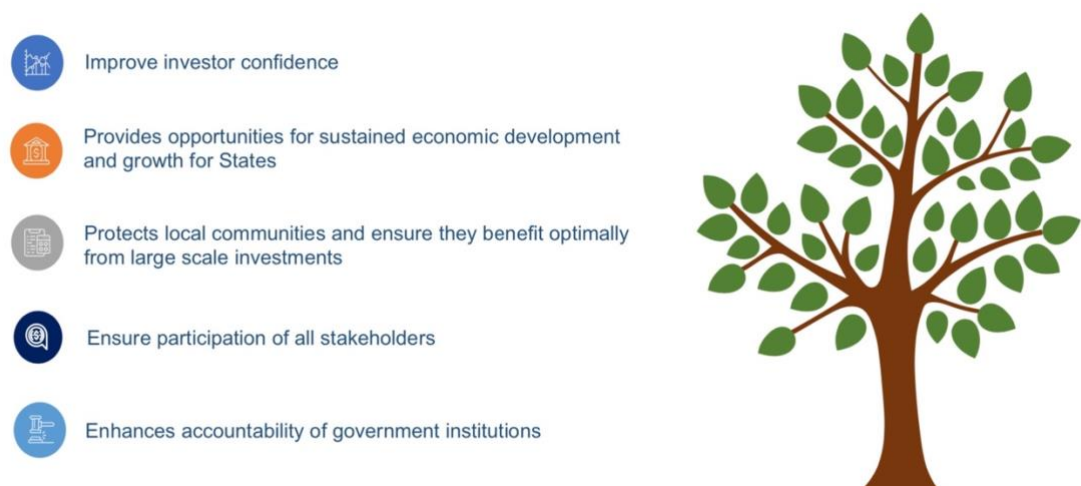 Improve investor confidence
Provides opportunities for sustained economic development
and growth for States
Protects local communities and ensure they benefit optimally
from large scale investments
Ensure participation of all stakeholders
Enhances accountability of government institutions